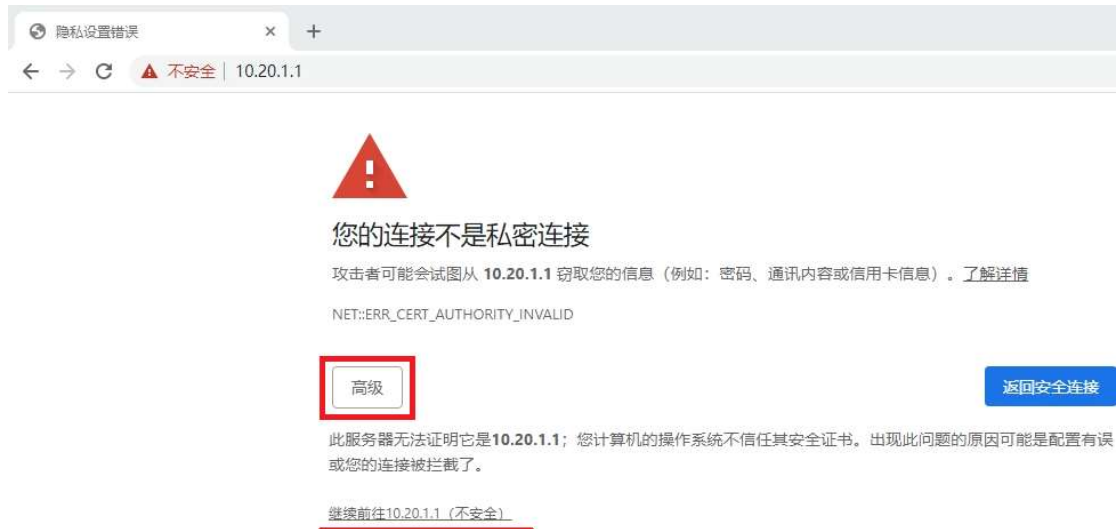 隐私设置错误
不安全 | 10.20.1.1
您的连接不是私密连接
攻击者可能会试图从 10.20.1.1 窃取您的信息（例如：密码、通讯内容或信用卡信息）。了解详情
NET::ERR_CERT_AUTHORITY_INVALID
高级
返回安全连接
此服务器无法证明它是10.20.1.1；您计算机的操作系统不信任其安全证书。出现此问题的原因可能是配置有误
或您的连接被拦截了。
继续前往10.20.1.1（不安全）